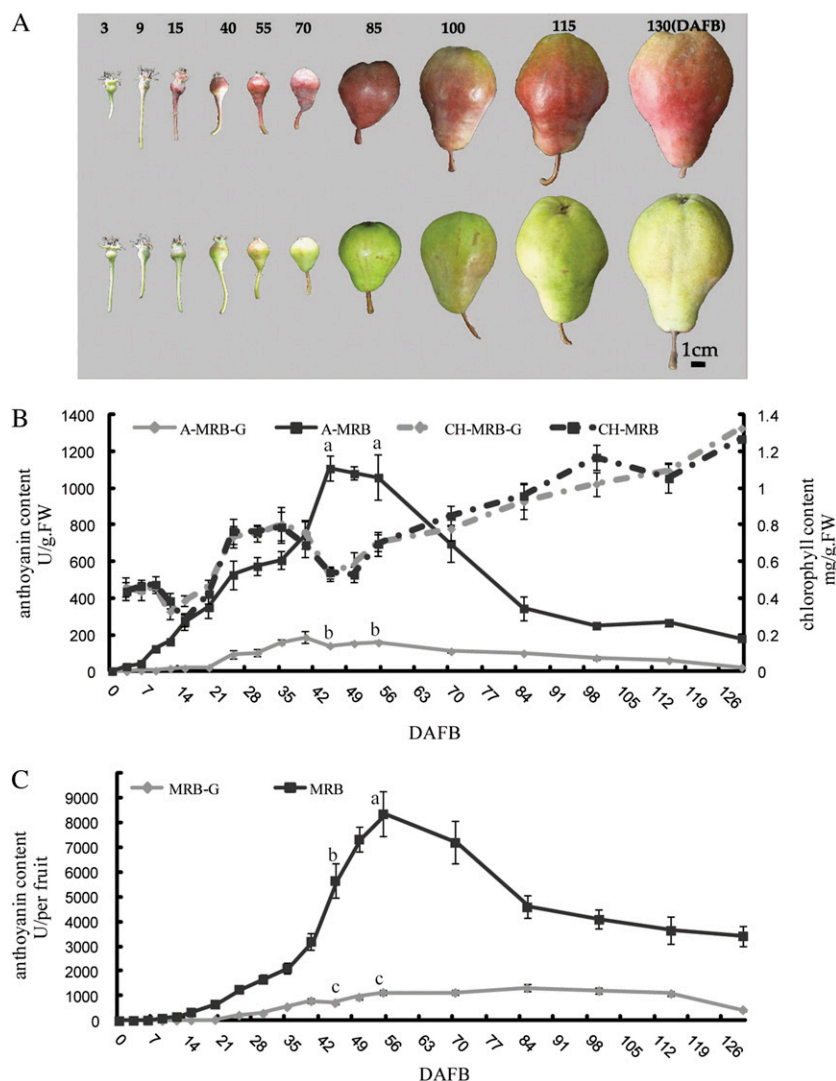 A
3 9 15 40 55 70 85 100 115 130(DAFB)
1cm
B
A-MRB-G A-MRB CH-MRB-G CH-MRB
anthoyanin content
U/g.FW
1400
1200
1000
800
600
400
200
0
a a
b b
1.4
1.2
1
0.8
0.6
0.4
0.2
0
chlorophyll content
mg/g.FW
0 7 14 21 28 35 42 49 56 63 70 77 84 91 98 105 112 119 126
DAFB
C
MRB-G MRB
anthoyanin content
U/per fruit
9000
8000
7000
6000
5000
4000
3000
2000
1000
0
a
b
c c
0 7 14 21 28 35 42 49 56 63 70 77 84 91 98 105 112 119 126
DAFB